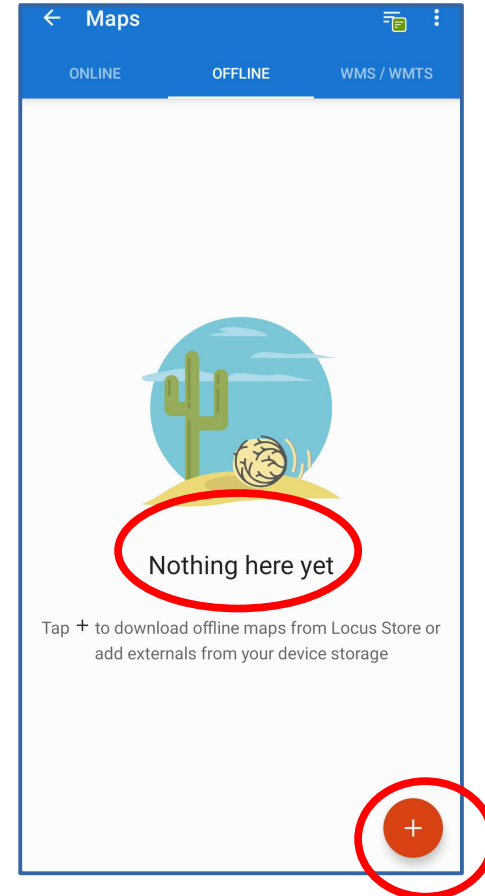 Maps
ONLINE OFFLINE WMS / WMTS
Nothing here yet
Tap + to download offline maps from Locus Store or
add externals from your device storage
+